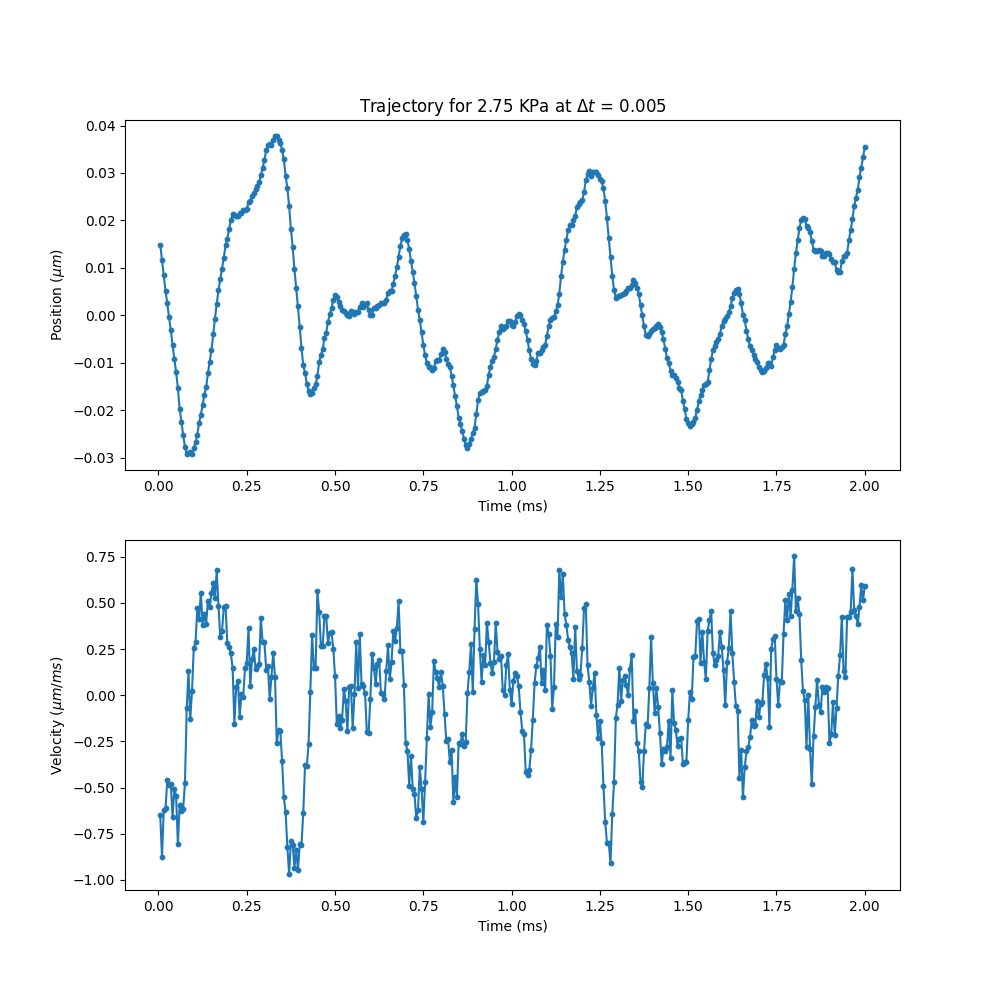 Trajectory for 2.75 KPa at Δt = 0.005
0.04
0.03
0.02
0.01
0.00
−0.01
−0.02
−0.03
Position (μm)
0.00 0.25 0.50 0.75 1.00 1.25 1.50 1.75 2.00
Time (ms)
0.75
0.50
0.25
0.00
−0.25
−0.50
−0.75
−1.00
Velocity (μm/ms)
0.00 0.25 0.50 0.75 1.00 1.25 1.50 1.75 2.00
Time (ms)